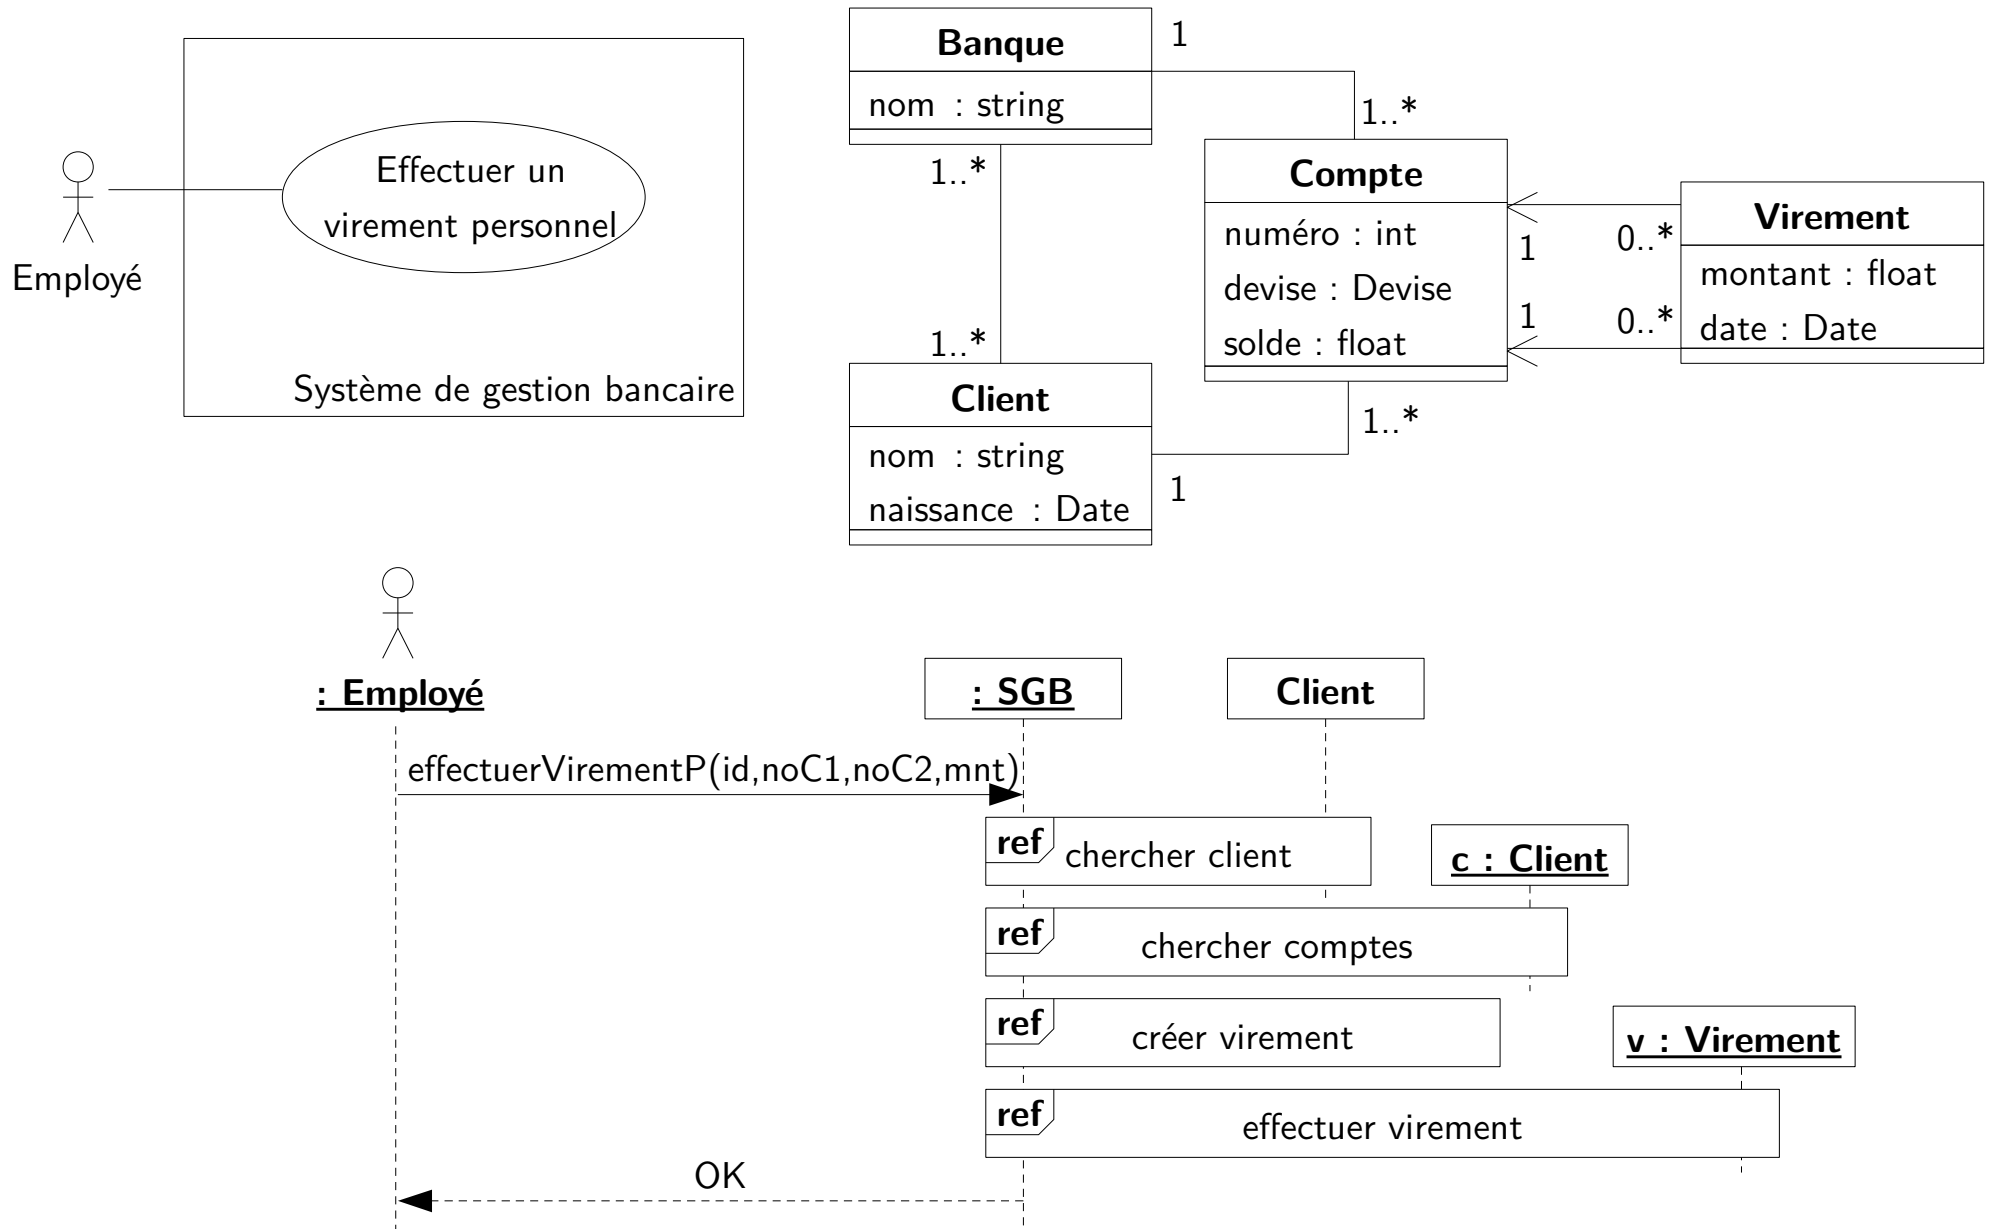 Effectuer un
virement personnel
Employé
Système de gestion bancaire
Banque
nom : string
1
1..*
1..*
1..*
Compte
numéro : int
devise : Devise
solde : float
1
0..*
1
0..*
Virement
montant : float
date : Date
Client
nom : string
naissance : Date
1..*
1
: Employé
: SGB
Client
effectuerVirementP(id,noC1,noC2,mnt)
ref chercher client
c : Client
ref chercher comptes
ref créer virement
v : Virement
ref effectuer virement
OK